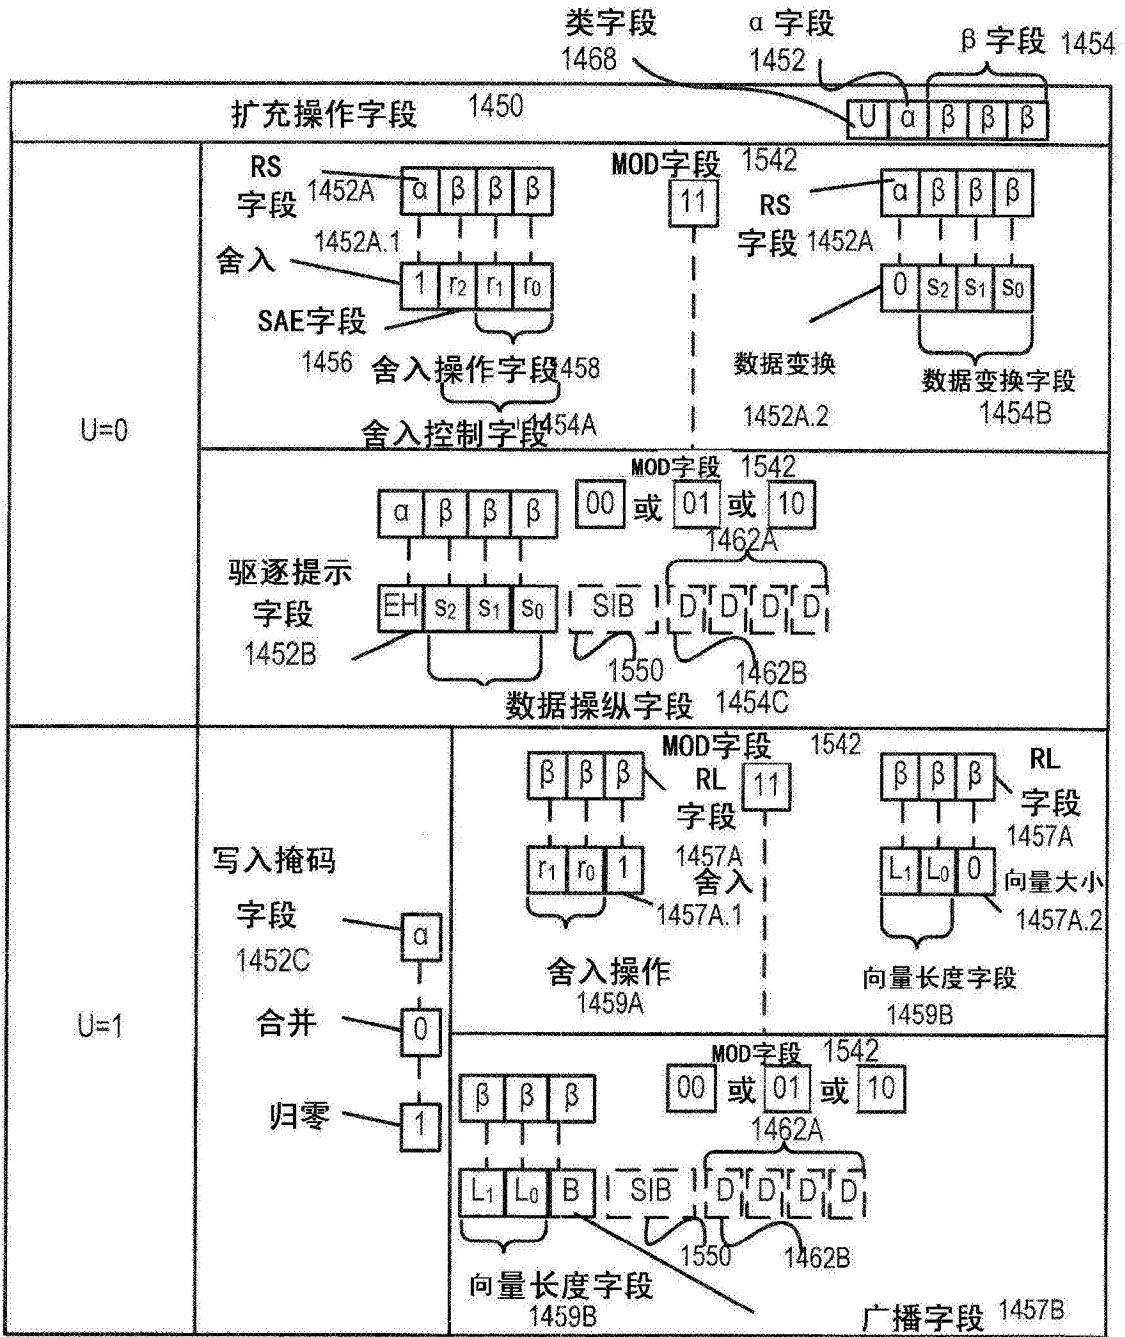 类字段 α字段
1468 1452 β字段 1454
扩充操作字段 1450 U α β β β
RS
字段 1452A α β β β
MOD字段 1542
11
α β β β
RS
字段 1452A
舍入 1452A.1
1 r2 r1 r0
0 s2 s1 s0
SAE字段
1456
舍入操作字段 1458
舍入控制字段 1454A
数据变换
1452A.2
数据变换字段
1454B
U=0
MOD字段 1542
α β β β 00 或 01 或 10
1462A
驱逐提示
字段
1452B
EH s2 s1 s0 SIB D D D D
1550 1462B
数据操纵字段 1454C
U=1
写入掩码
字段
1452C
α
合并 0
归零 1
MOD字段 1542
11
β β β
RL
字段
1457A
r1 r0 1
舍入
1457A.1
舍入操作
1459A
β β β
RL
字段
1457A
L1 L0 0
向量大小
1457A.2
向量长度字段
1459B
MOD字段 1542
β β β 00 或 01 或 10
1462A
L1 L0 B SIB D D D D
1550 1462B
向量长度字段
1459B
广播字段 1457B